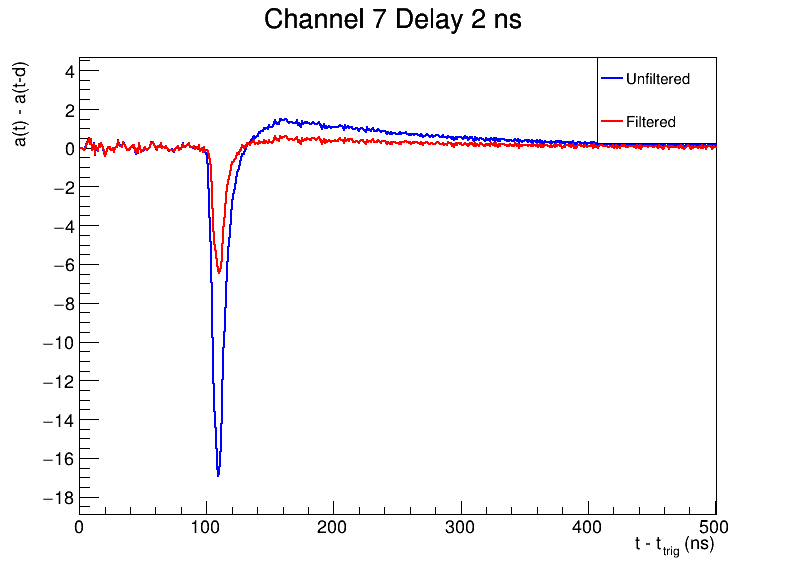 Channel 7 Delay 2 ns
a(t) - a(t-d)
Unfiltered
Filtered
4
2
0
−2
−4
−6
−8
−10
−12
−14
−16
−18
0 100 200 300 400 500
t - t_trig (ns)